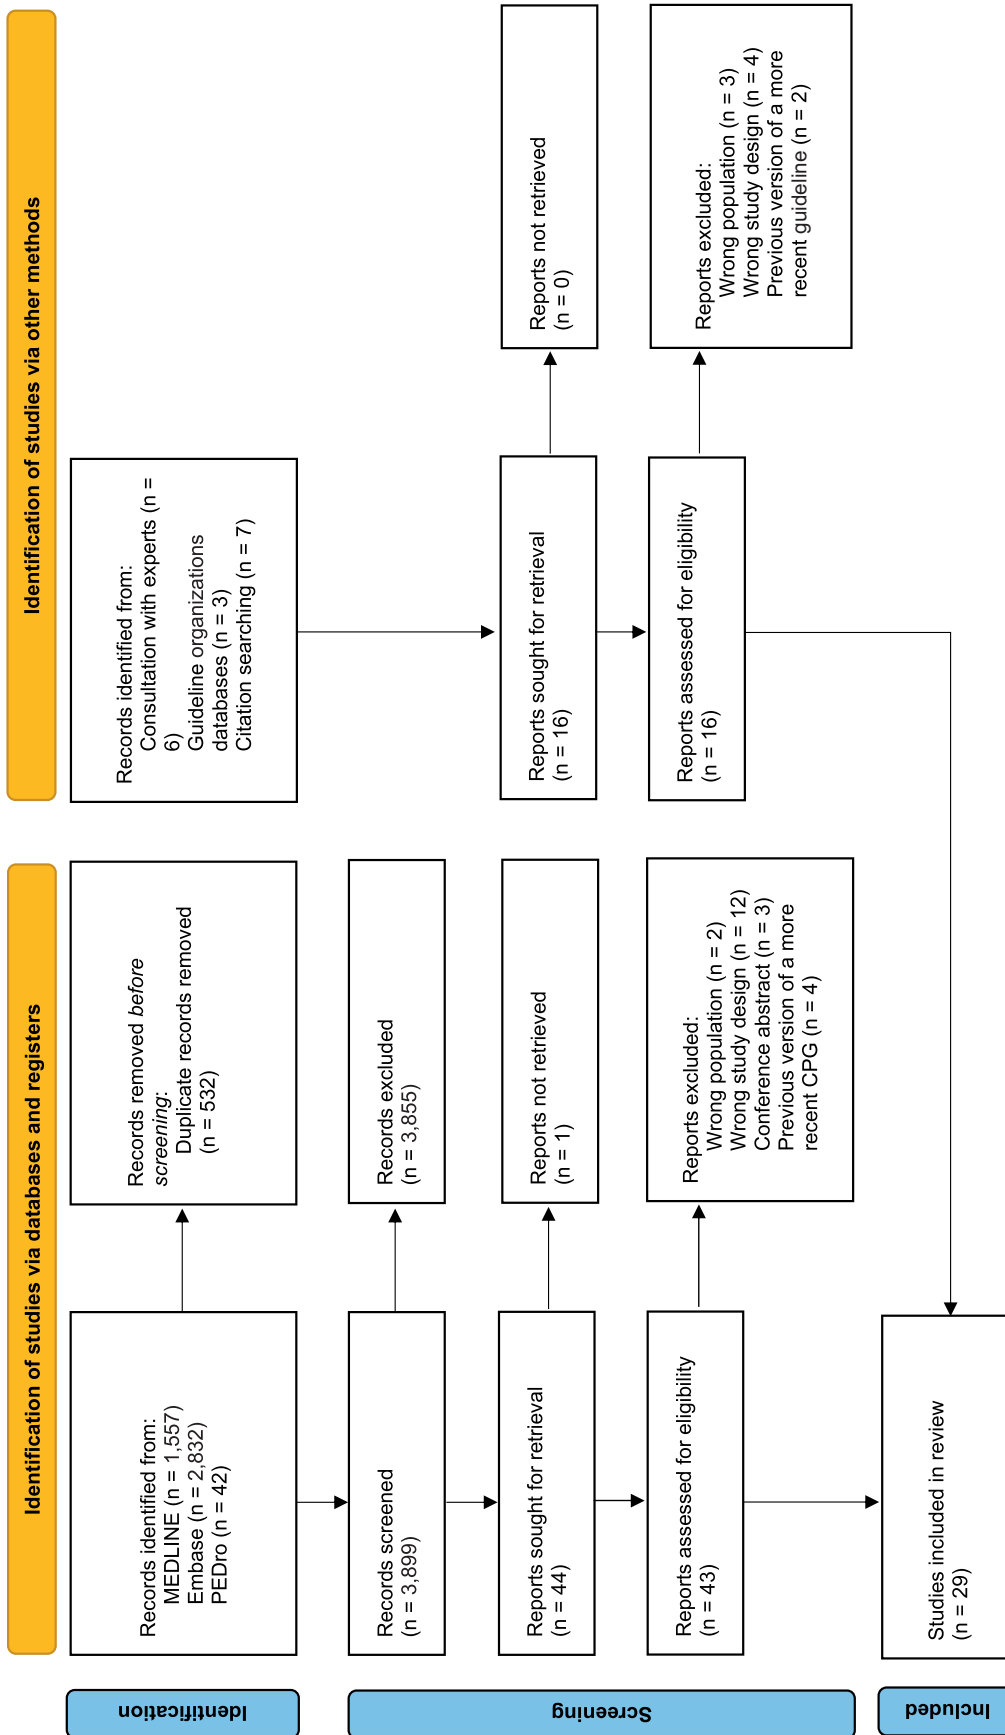 Identification of studies via databases and registers
Identification of studies via other methods
Identification
Records identified from:
MEDLINE (n = 1,557)
Embase (n = 2,832)
PEDro (n = 42)
Records removed before
screening:
Duplicate records removed
(n = 532)
Records identified from:
Consultation with experts (n =
6)
Guideline organizations
databases (n = 3)
Citation searching (n = 7)
Screening
Records screened
(n = 3,899)
Records excluded
(n = 3,855)
Reports sought for retrieval
(n = 44)
Reports not retrieved
(n = 1)
Reports sought for retrieval
(n = 16)
Reports not retrieved
(n = 0)
Reports assessed for eligibility
(n = 43)
Reports excluded:
Wrong population (n = 2)
Wrong study design (n = 12)
Conference abstract (n = 3)
Previous version of a more
recent CPG (n = 4)
Reports assessed for eligibility
(n = 16)
Reports excluded:
Wrong population (n = 3)
Wrong study design (n = 4)
Previous version of a more
recent guideline (n = 2)
Included
Studies included in review
(n = 29)